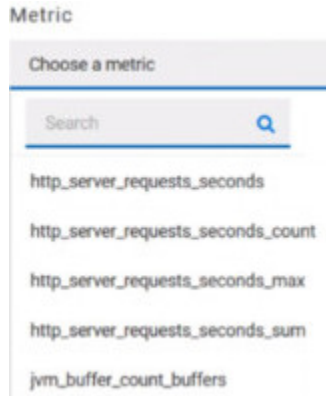 Metric
Choose a metric
Search
http_server_requests_seconds
http_server_requests_seconds_count
http_server_requests_seconds_max
http_server_requests_seconds_sum
jvm_buffer_count_buffers